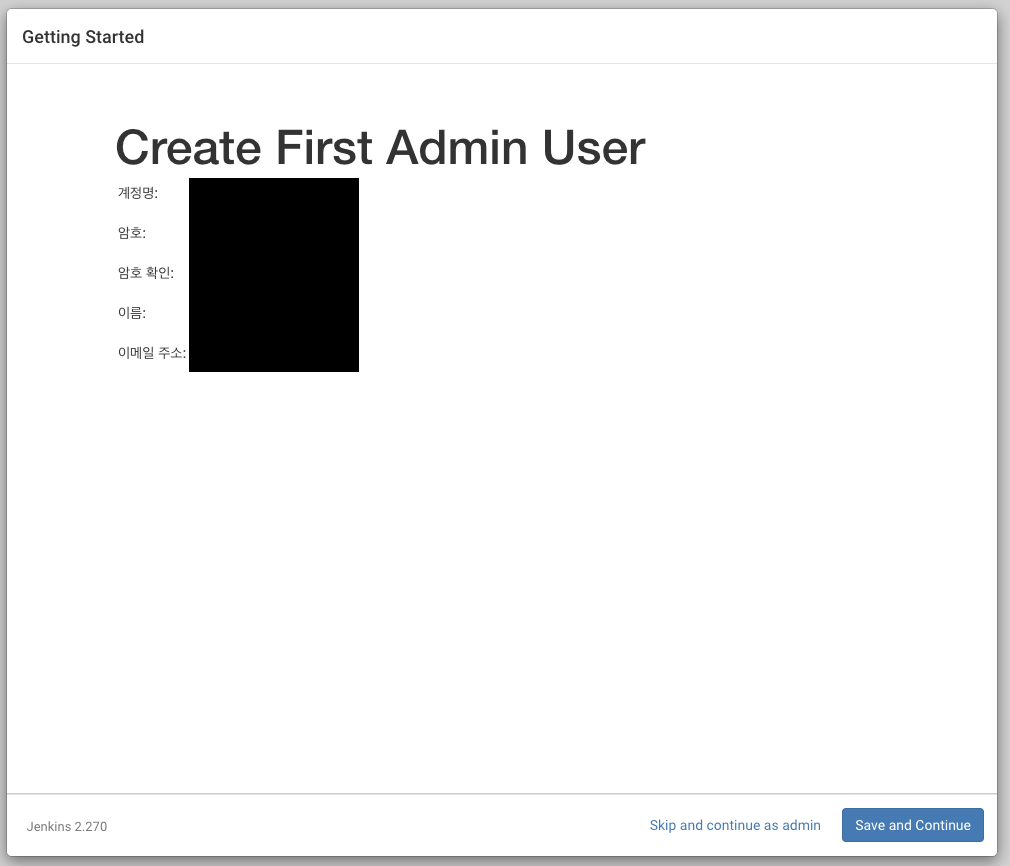 Getting Started
Create First Admin User
계정명:
암호:
암호 확인:
이름:
이메일 주소:
Jenkins 2.270
Skip and continue as admin
Save and Continue